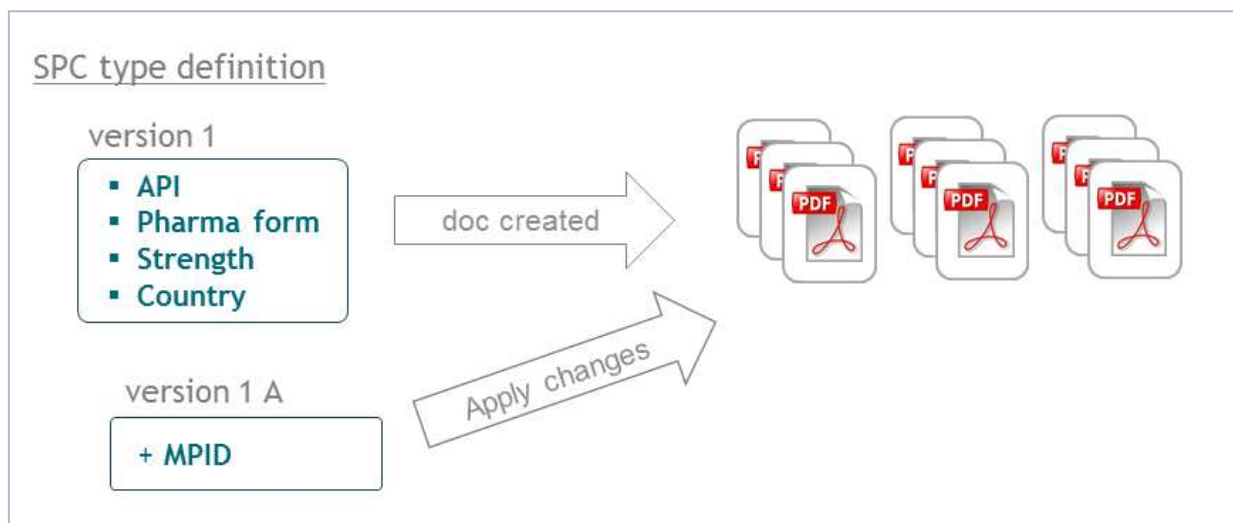 SPC type definition
version 1
▪ API
▪ Pharma form
▪ Strength
▪ Country
doc created
PDF
PDF
PDF
version 1 A
+ MPID
Apply changes